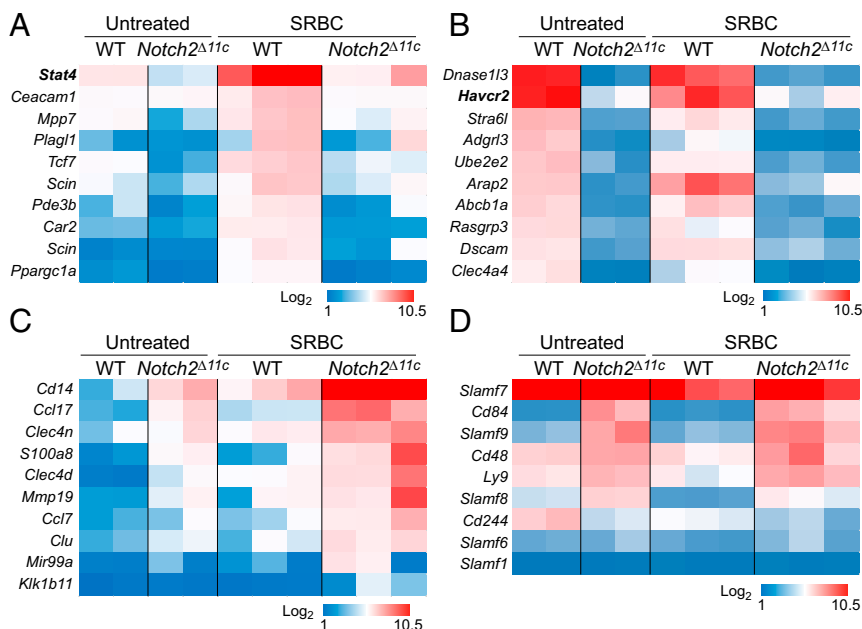 A
Untreated SRBC
WT Notch2Δ11c WT Notch2Δ11c
Stat4
Ceacam1
Mpp7
Plagl1
Tcf7
Scin
Pde3b
Car2
Scin
Ppargc1a
Log2
1 10.5
B
Untreated SRBC
WT Notch2Δ11c WT Notch2Δ11c
Dnase1l3
Havcr2
Stra6l
Adgrl3
Ube2e2
Arap2
Abcb1a
Rasgrp3
Dscam
Clec4a4
Log2
1 10.5
C
Untreated SRBC
WT Notch2Δ11c WT Notch2Δ11c
Cd14
Ccl17
Clec4n
S100a8
Clec4d
Mmp19
Ccl7
Clu
Mir99a
Klk1b11
Log2
1 10.5
D
Untreated SRBC
WT Notch2Δ11c WT Notch2Δ11c
Slamf7
Cd84
Slamf9
Cd48
Ly9
Slamf8
Cd244
Slamf6
Slamf1
Log2
1 10.5